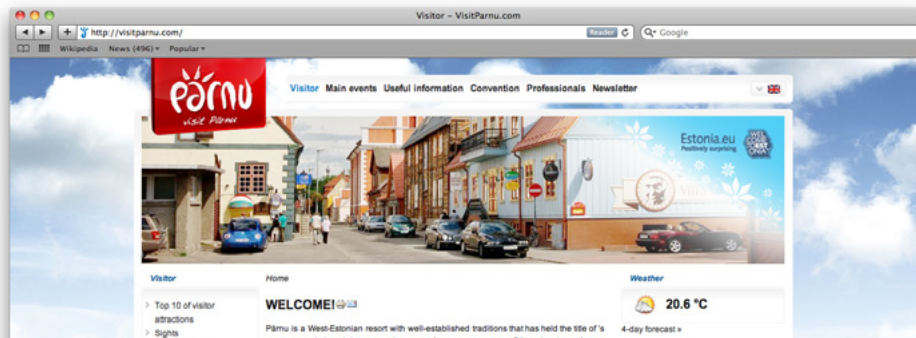 Visitor – VisitParnu.com
http://visitparnu.com/
Reader
Google
Wikipedia News (496) Popular
pärnu
visit Pärnu
Visitor Main events Useful information Convention Professionals Newsletter
Estonia.eu
Positively surprising
Visitor
Home
Weather
Top 10 of visitor
attractions
WELCOME!
20.6 °C
Sights
Pärnu is a West-Estonian resort with well-established traditions that has held the title of 's
4-day forecast »